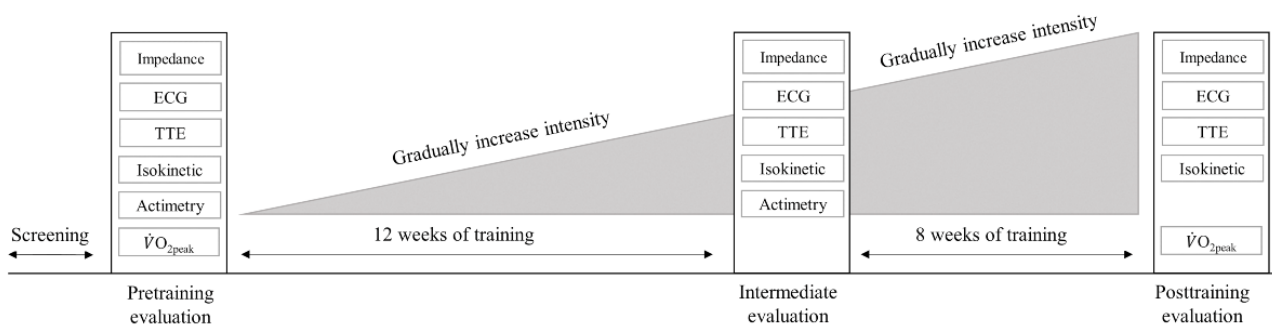 Screening
Impedance
ECG
TTE
Isokinetic
Actimetry
V̇O2peak
Pretraining
evaluation
Gradually increase intensity
12 weeks of training
Impedance
ECG
TTE
Isokinetic
Actimetry
Intermediate
evaluation
Gradually increase intensity
8 weeks of training
Impedance
ECG
TTE
Isokinetic
V̇O2peak
Posttraining
evaluation